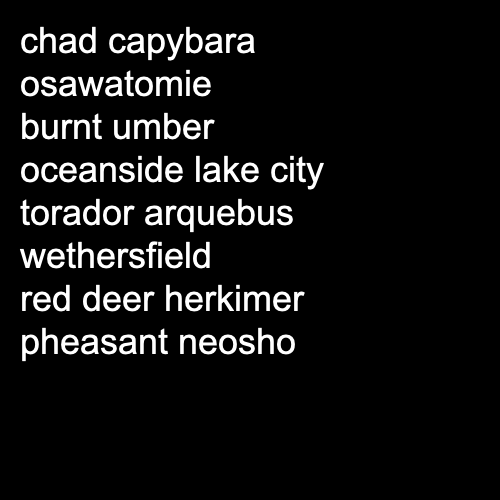 chad capybara
osawatomie
burnt umber
oceanside lake city
torador arquebus
wethersfield
red deer herkimer
pheasant neosho